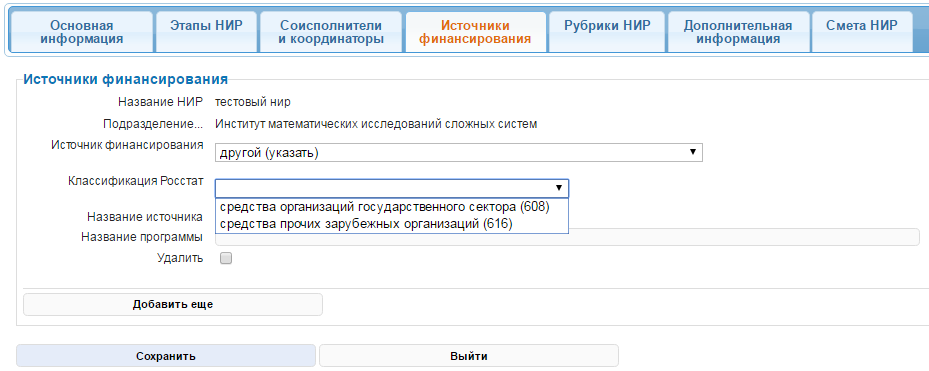 Основная
информация
Этапы НИР
Соисполнители
и координаторы
Источники
финансирования
Рубрики НИР
Дополнительная
информация
Смета НИР
Источники финансирования
Название НИР тестовый нир
Подразделение... Институт математических исследований сложных систем
Источник финансирования другой (указать)
Классификация Росстат
средства организаций государственного сектора (608)
Название источника средства прочих зарубежных организаций (616)
Название программы
Удалить
Добавить еще
Сохранить Выйти